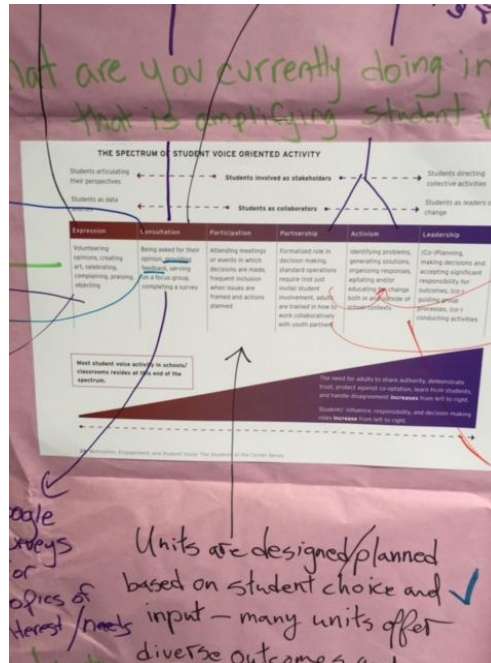 hat are you currently doing in
that is amplifying student
THE SPECTRUM OF STUDENT VOICE ORIENTED ACTIVITY
Students articulating
their perspectives
Students involved as stakeholders
Students directing
collective activities
Students as data
Students as collaborators
Students as leaders
change
Expression
Volunteering
opinions, creating
art, celebrating,
complaining, praising,
objecting
Consultation
Being asked for their
opinion,
feedback, serving
on a focus group,
completing a survey
Participation
Attending meetings
or events in which
decisions are made,
frequent inclusion
when issues are
framed and actions
planned
Partnership
Formalized role in
decision making,
standard operations
require (not just
invite) student
involvement, adults
are trained in how to
work collaboratively
with youth partners
Activism
Identifying problems,
generating solutions,
organizing responses,
agitating and/or
educating for change
both in and outside of
school contexts
Leadership
(Co-)Planning,
making decisions and
accepting significant
responsibility for
outcomes, (co-)
guiding group
processes, (co-)
conducting activities
Most student voice activity in schools/
classrooms resides at this end of the
spectrum.
The need for adults to share authority, demonstrate
trust, protect against co-optation, learn from students,
and handle disagreement increases from left to right.
Students' influence, responsibility, and decision-making
roles increase from left to right.
Motivation, Engagement, and Student Voice: The Students at the Center Series
ogle
rveys
or
opics of
terest/needs
Units are designed/planned
based on student choice and
input – many units offer
diverse outcomes and